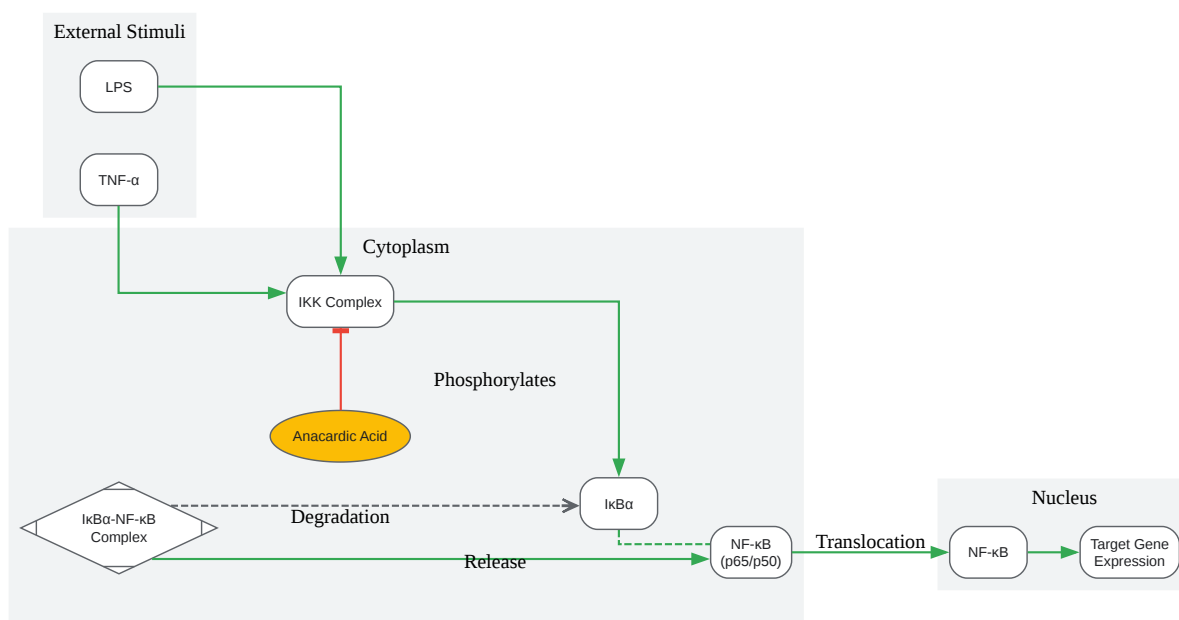 External Stimuli
LPS
TNF-α
Cytoplasm
IKK Complex
Phosphorylates
Anacardic Acid
IκBα-NF-κB
Complex
Degradation
IκBα
Release
NF-κB
(p65/p50)
Translocation
Nucleus
NF-κB
Target Gene
Expression